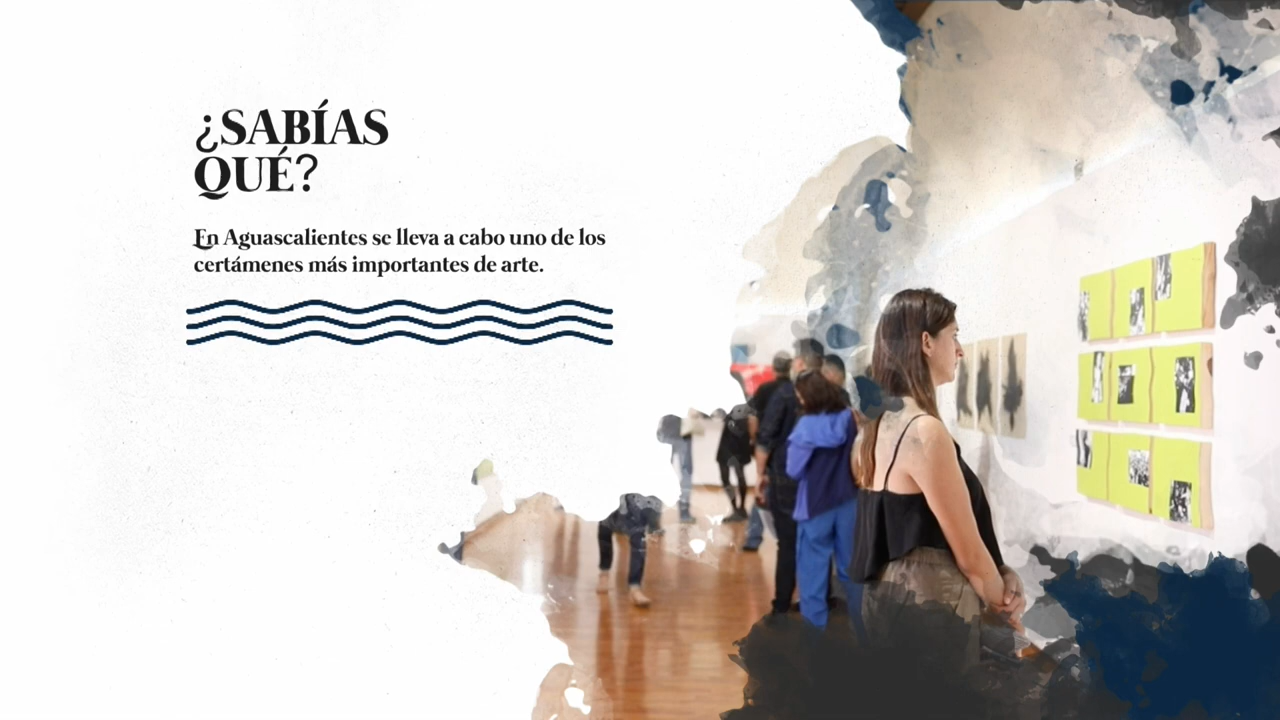 ¿SABÍAS
QUÉ?
En Aguascalientes se lleva a cabo uno de los
certámenes más importantes de arte.